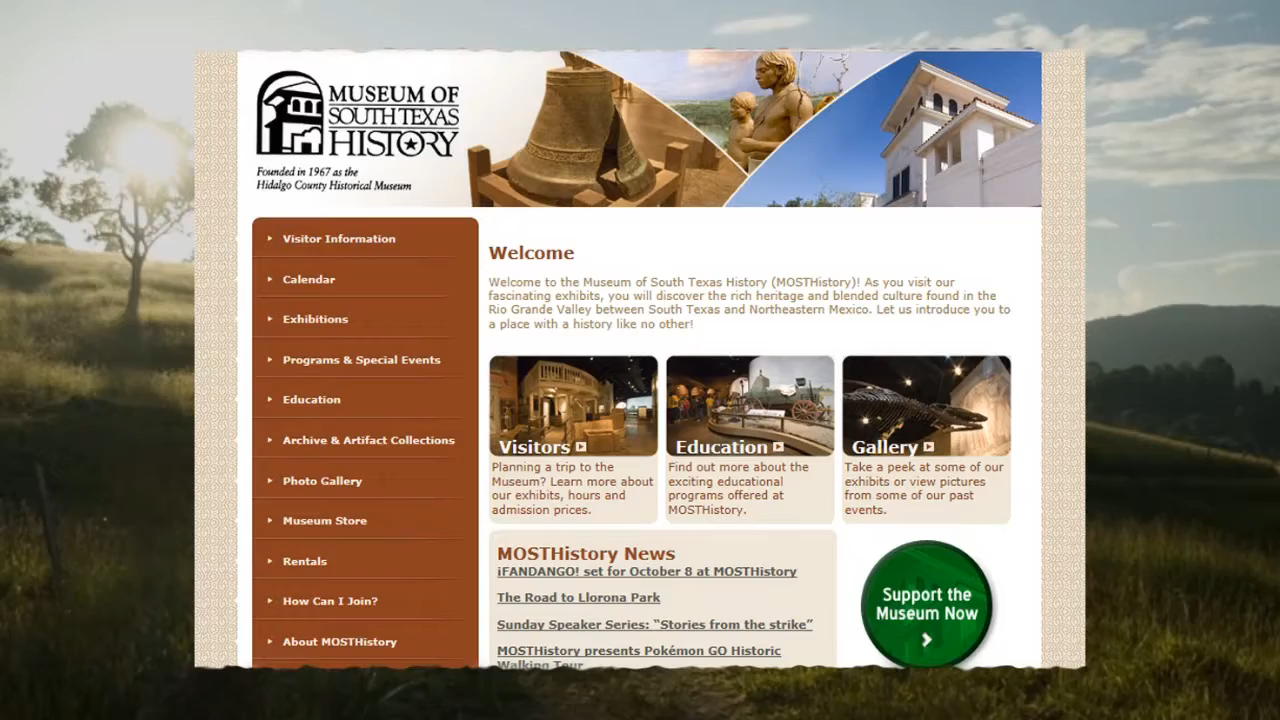 MUSEUM OF
SOUTH TEXAS
HISTORY
Founded in 1967 as the
Hidalgo County Historical Museum
Visitor Information
Calendar
Exhibitions
Programs & Special Events
Education
Archive & Artifact Collections
Photo Gallery
Museum Store
Rentals
How Can I Join?
About MOSTHistory
Welcome
Welcome to the Museum of South Texas History (MOSTHistory)! As you visit our
fascinating exhibits, you will discover the rich heritage and blended culture found in the
Rio Grande Valley between South Texas and Northeastern Mexico. Let us introduce you to
a place with a history like no other!
Visitors
Planning a trip to the
Museum? Learn more about
our exhibits, hours and
admission prices.
Education
Find out more about the
exciting educational
programs offered at
MOSTHistory.
Gallery
Take a peek at some of our
exhibits or view pictures
from some of our past
events.
MOSTHistory News
¡FANDANGO! set for October 8 at MOSTHistory
The Road to Llorona Park
Sunday Speaker Series: “Stories from the strike”
MOSTHistory presents Pokémon GO Historic
Walking Tour
Support the
Museum Now